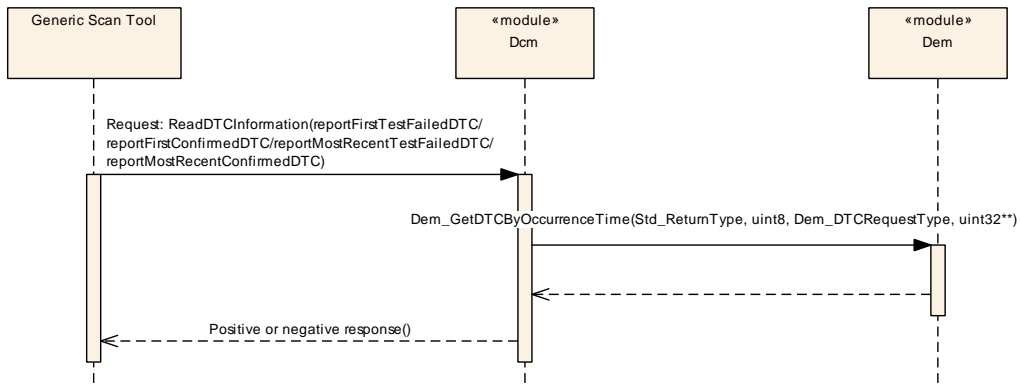 Generic Scan Tool
«module»
Dcm
«module»
Dem
Request: ReadDTCInformation(reportFirstTestFailedDTC/
reportFirstConfirmedDTC/reportMostRecentTestFailedDTC/
reportMostRecentConfirmedDTC)
Dem_GetDTCByOccurrenceTime(Std_ReturnType, uint8, Dem_DTCRequestType, uint32**)
Positive or negative response()